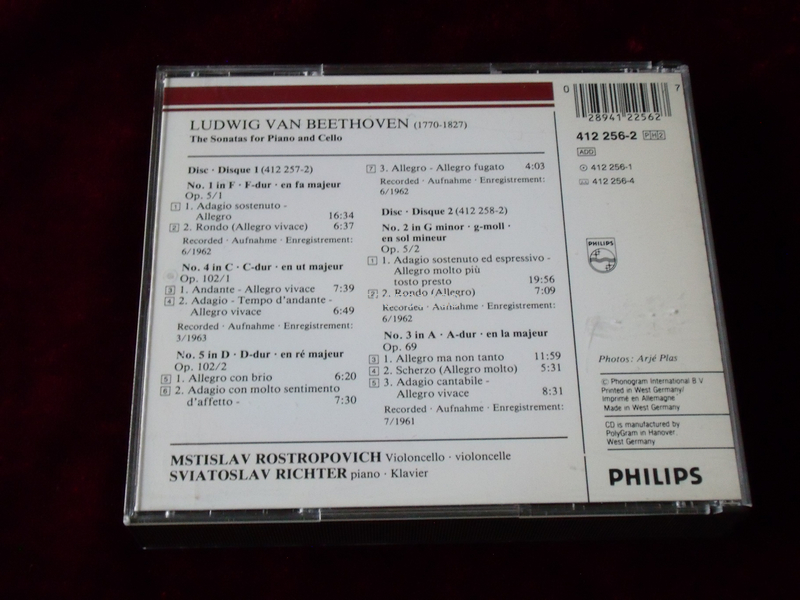 LUDWIG VAN BEETHOVEN (1770-1827)
The Sonatas for Piano and Cello
Disc · Disque 1 (412 257-2)
No. 1 in F · F-dur · en fa majeur
Op. 5/1
1 1. Adagio sostenuto -
Allegro 16:34
2 2. Rondo (Allegro vivace) 6:37
Recorded · Aufnahme · Enregistrement:
6/1962
No. 4 in C · C-dur · en ut majeur
Op. 102/1
3 1. Andante - Allegro vivace 7:39
4 2. Adagio - Tempo d'andante -
Allegro vivace 6:49
Recorded · Aufnahme · Enregistrement:
3/1963
No. 5 in D · D-dur · en ré majeur
Op. 102/2
5 1. Allegro con brio 6:20
6 2. Adagio con molto sentimento
d'affetto - 7:30
7 3. Allegro - Allegro fugato 4:03
Recorded · Aufnahme · Enregistrement:
6/1962
Disc · Disque 2 (412 258-2)
No. 2 in G minor · g-moll ·
en sol mineur
Op. 5/2
1 1. Adagio sostenuto ed espressivo -
Allegro molto più
tosto presto 19:56
2 2. Rondo (Allegro) 7:09
Recorded · Aufnahme · Enregistrement:
6/1962
No. 3 in A · A-dur · en la majeur
Op. 69
3 1. Allegro ma non tanto 11:59
4 2. Scherzo (Allegro molto) 5:31
5 3. Adagio cantabile -
Allegro vivace 8:31
Recorded · Aufnahme · Enregistrement:
7/1961
MSTISLAV ROSTROPOVICH Violoncello · violoncelle
SVIATOSLAV RICHTER piano · Klavier
0 28941 22562 7
412 256-2 PH2
ADD
412 256-1
412 256-4
PHILIPS
Photos: Arjé Plas
℗ Phonogram International B.V.
Printed in West Germany/
Imprimé en Allemagne
Made in West Germany
CD is manufactured by
PolyGram in Hanover,
West Germany
PHILIPS